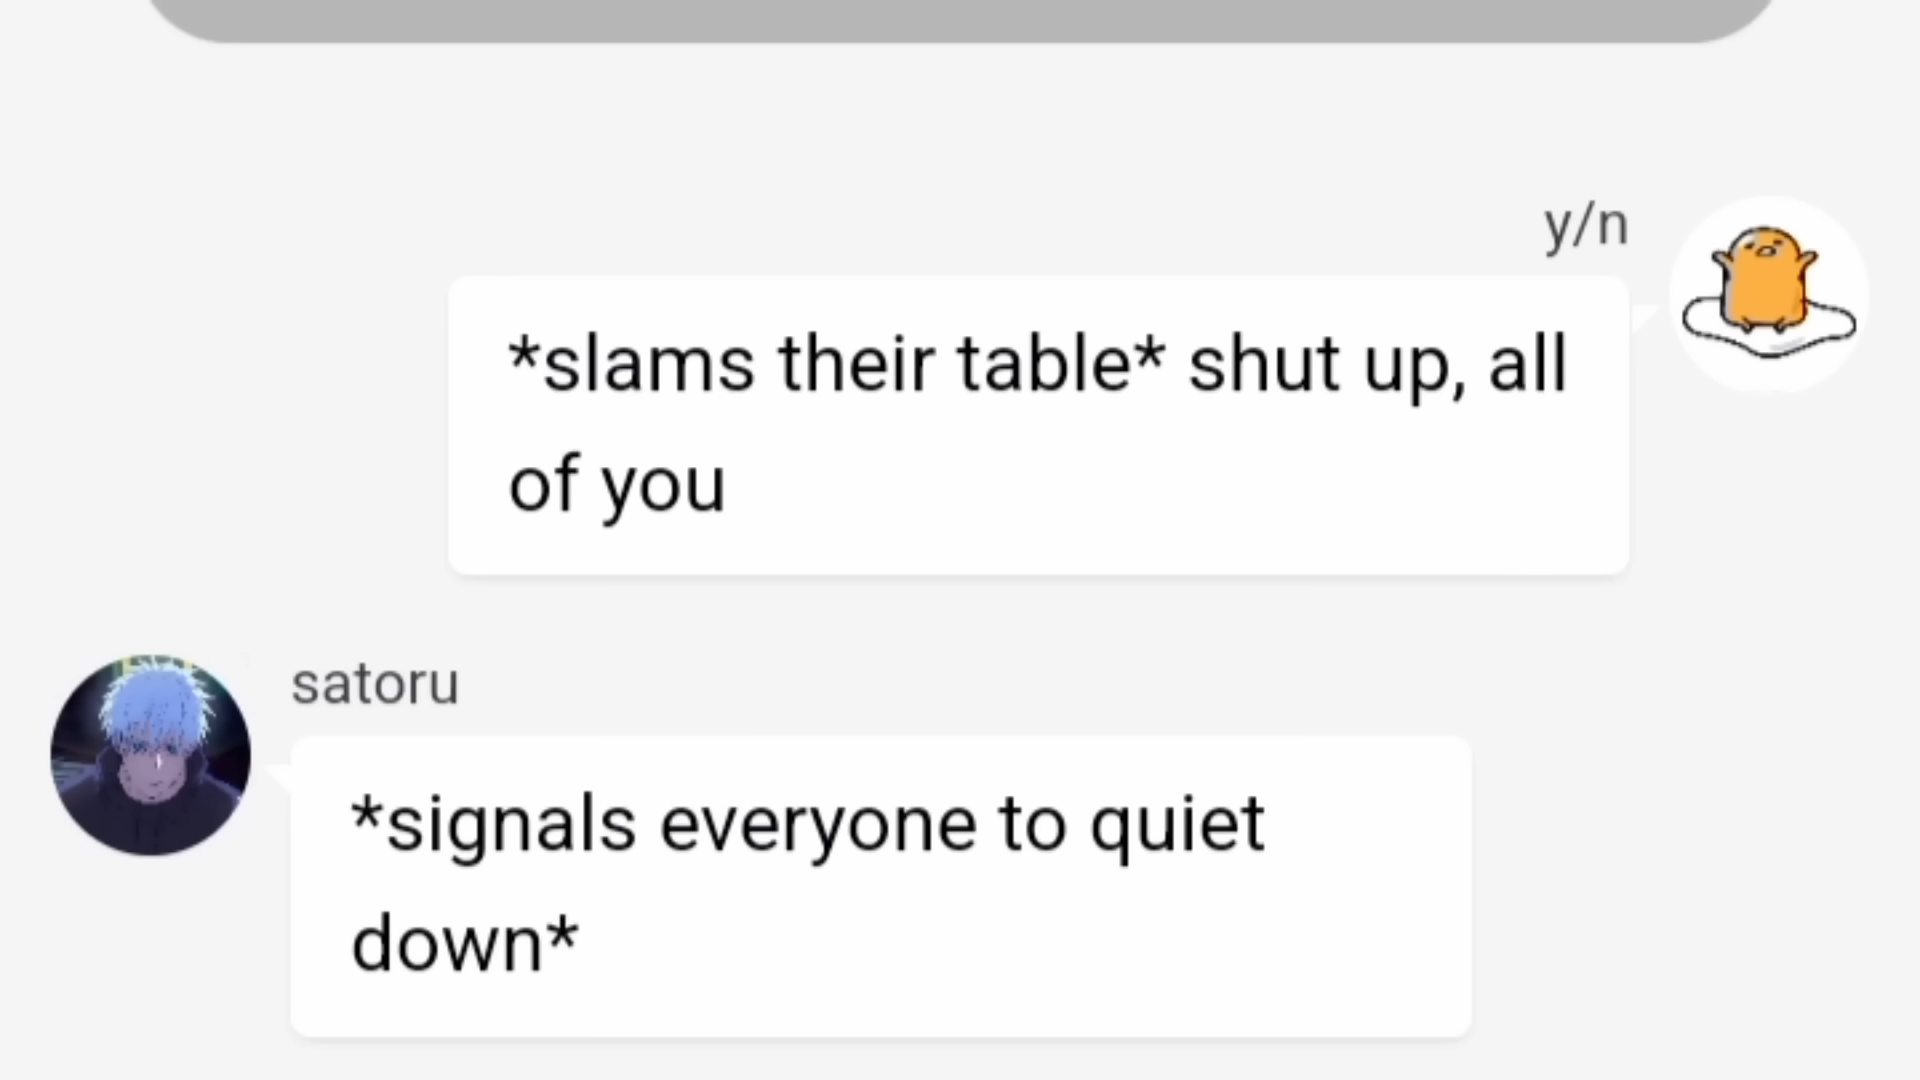 y/n
*slams their table* shut up, all
of you
satoru
*signals everyone to quiet
down*